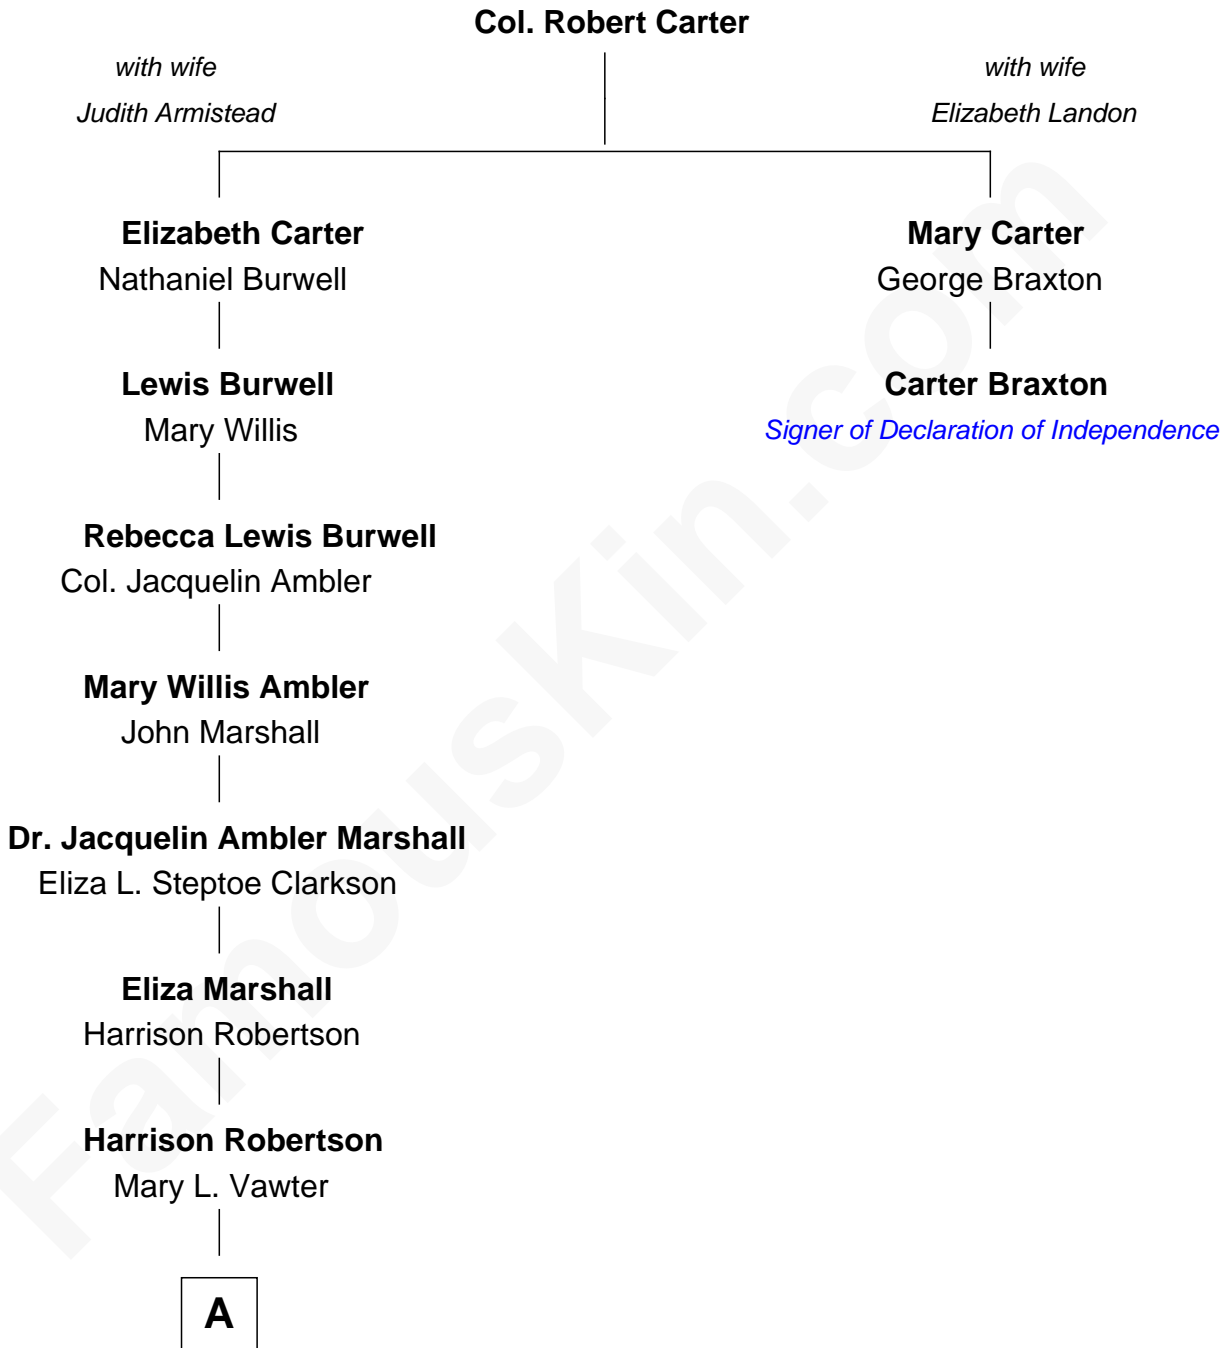 Col. Robert Carter
with wife
Judith Armistead
with wife
Elizabeth Landon
Elizabeth Carter
Nathaniel Burwell
Mary Carter
George Braxton
Lewis Burwell
Mary Willis
Carter Braxton
Signer of Declaration of Independence
Rebecca Lewis Burwell
Col. Jacquelin Ambler
Mary Willis Ambler
John Marshall
Dr. Jacquelin Ambler Marshall
Eliza L. Steptoe Clarkson
Eliza Marshall
Harrison Robertson
Harrison Robertson
Mary L. Vawter
A
FamousKin.com